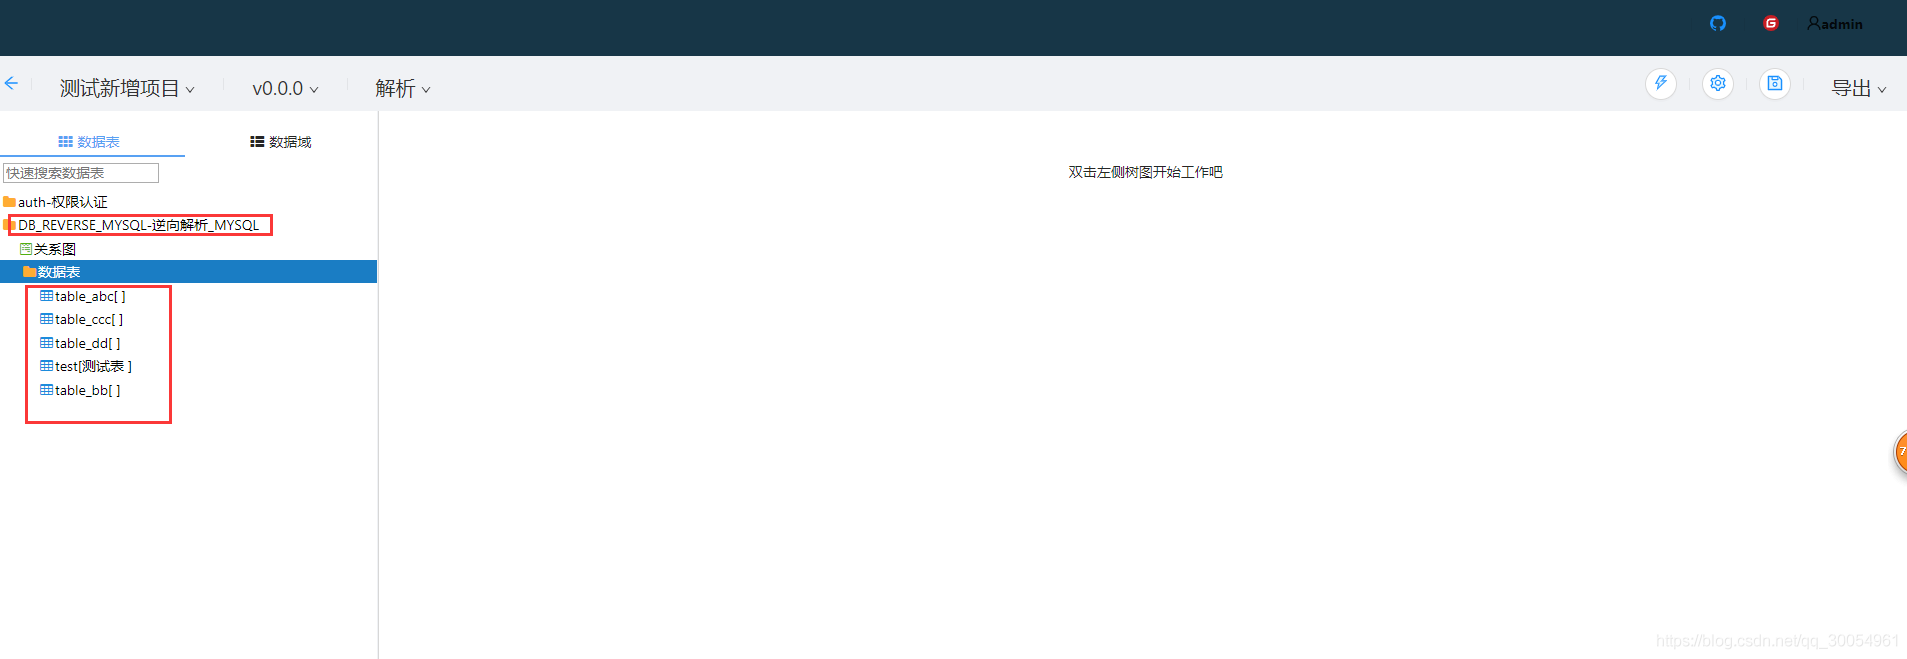 admin
测试新增项目 v0.0.0 解析 导出
数据表 数据域
快速搜索数据表
双击左侧树图开始工作吧
auth-权限认证
DB_REVERSE_MYSQL-逆向解析_MYSQL
关系图
数据表
table_abc[ ]
table_ccc[ ]
table_dd[ ]
test[测试表 ]
table_bb[ ]
7
https://blog.csdn.net/qq_30054961